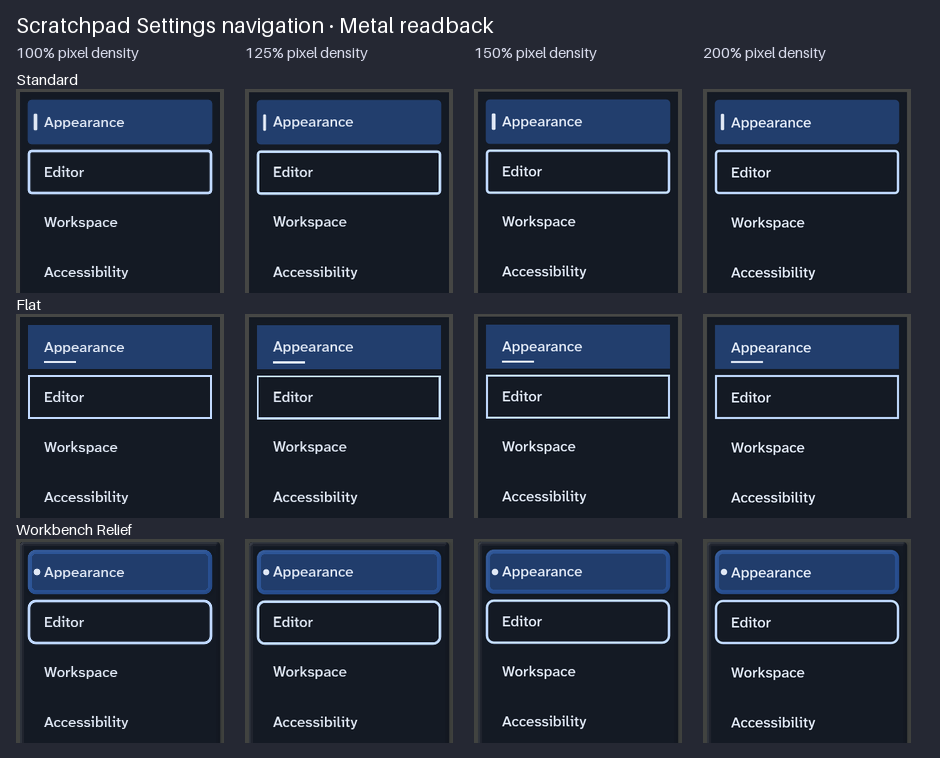 Scratchpad Settings navigation · Metal readback
100% pixel density
125% pixel density
150% pixel density
200% pixel density
Standard
Appearance
Editor
Workspace
Accessibility
Appearance
Editor
Workspace
Accessibility
Appearance
Editor
Workspace
Accessibility
Appearance
Editor
Workspace
Accessibility
Flat
Appearance
Editor
Workspace
Accessibility
Appearance
Editor
Workspace
Accessibility
Appearance
Editor
Workspace
Accessibility
Appearance
Editor
Workspace
Accessibility
Workbench Relief
Appearance
Editor
Workspace
Accessibility
Appearance
Editor
Workspace
Accessibility
Appearance
Editor
Workspace
Accessibility
Appearance
Editor
Workspace
Accessibility